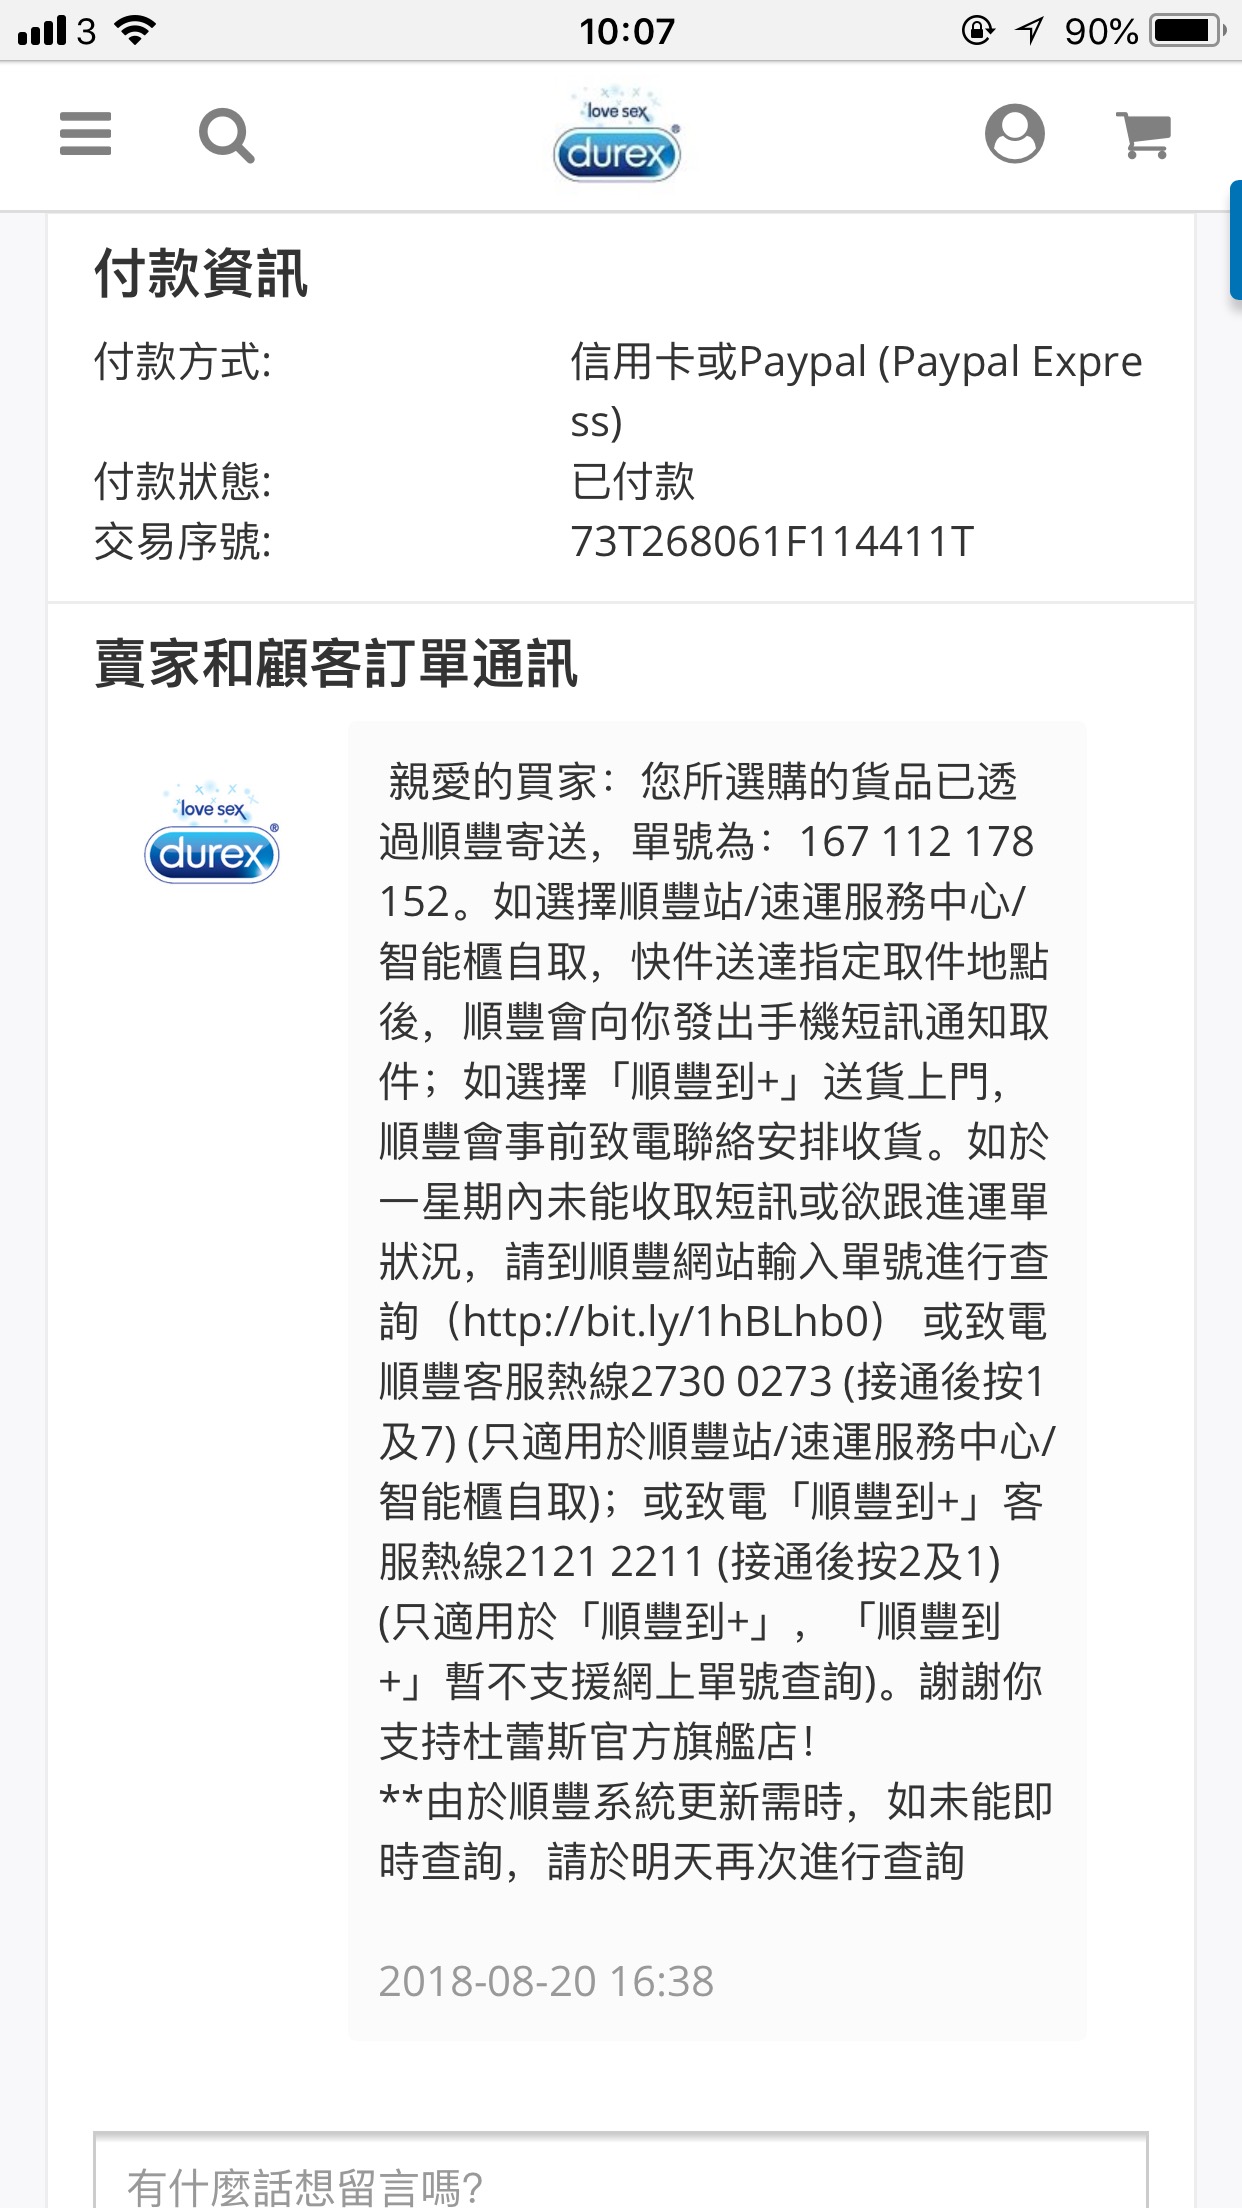 3
10:07
90%
love sex
durex
付款資訊
付款方式:
信用卡或Paypal (Paypal Expre
ss)
付款狀態:
已付款
交易序號:
73T268061F114411T
賣家和顧客訂單通訊
love sex
durex
親愛的買家：您所選購的貨品已透
過順豐寄送，單號為：167 112 178
152。如選擇順豐站/速運服務中心/
智能櫃自取，快件送達指定取件地點
後，順豐會向你發出手機短訊通知取
件；如選擇「順豐到+」送貨上門，
順豐會事前致電聯絡安排收貨。如於
一星期內未能收取短訊或欲跟進運單
狀況，請到順豐網站輸入單號進行查
詢（http://bit.ly/1hBLhb0） 或致電
順豐客服熱線2730 0273 (接通後按1
及7) (只適用於順豐站/速運服務中心/
智能櫃自取)；或致電「順豐到+」客
服熱線2121 2211 (接通後按2及1)
(只適用於「順豐到+」，「順豐到
+」暫不支援網上單號查詢)。謝謝你
支持杜蕾斯官方旗艦店！
**由於順豐系統更新需時，如未能即
時查詢，請於明天再次進行查詢
2018-08-20 16:38
有什麼話想留言嗎?